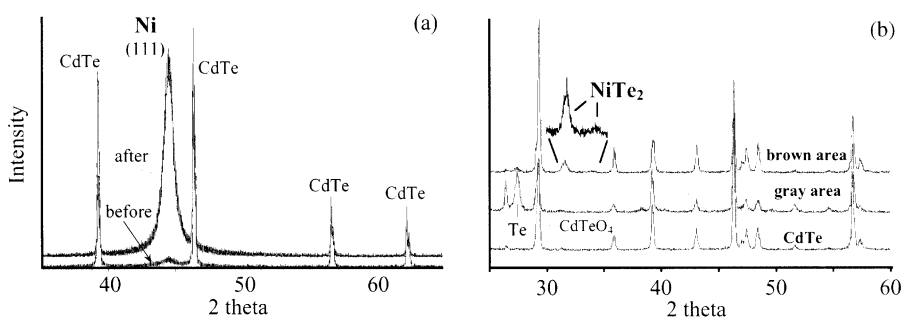 Ni
(111)
(a)
CdTe
CdTe
after
before
CdTe
CdTe
Intensity
40
50
60
2 theta
(b)
NiTe2
brown area
gray area
Te
CdTeO4
CdTe
30
40
50
60
2 theta